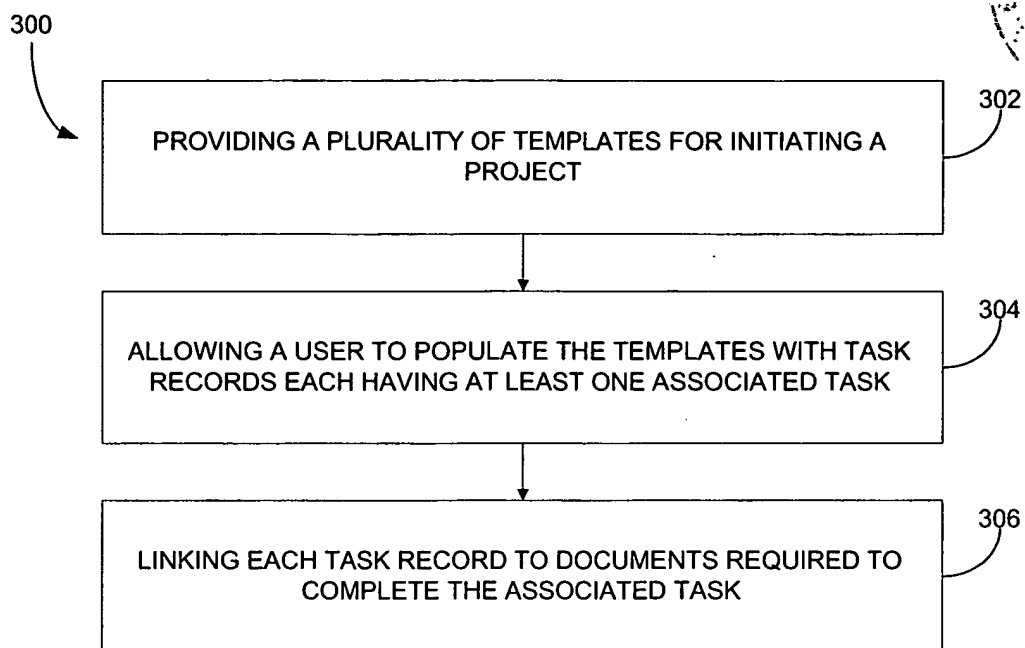 300
302
PROVIDING A PLURALITY OF TEMPLATES FOR INITIATING A
PROJECT
304
ALLOWING A USER TO POPULATE THE TEMPLATES WITH TASK
RECORDS EACH HAVING AT LEAST ONE ASSOCIATED TASK
306
LINKING EACH TASK RECORD TO DOCUMENTS REQUIRED TO
COMPLETE THE ASSOCIATED TASK